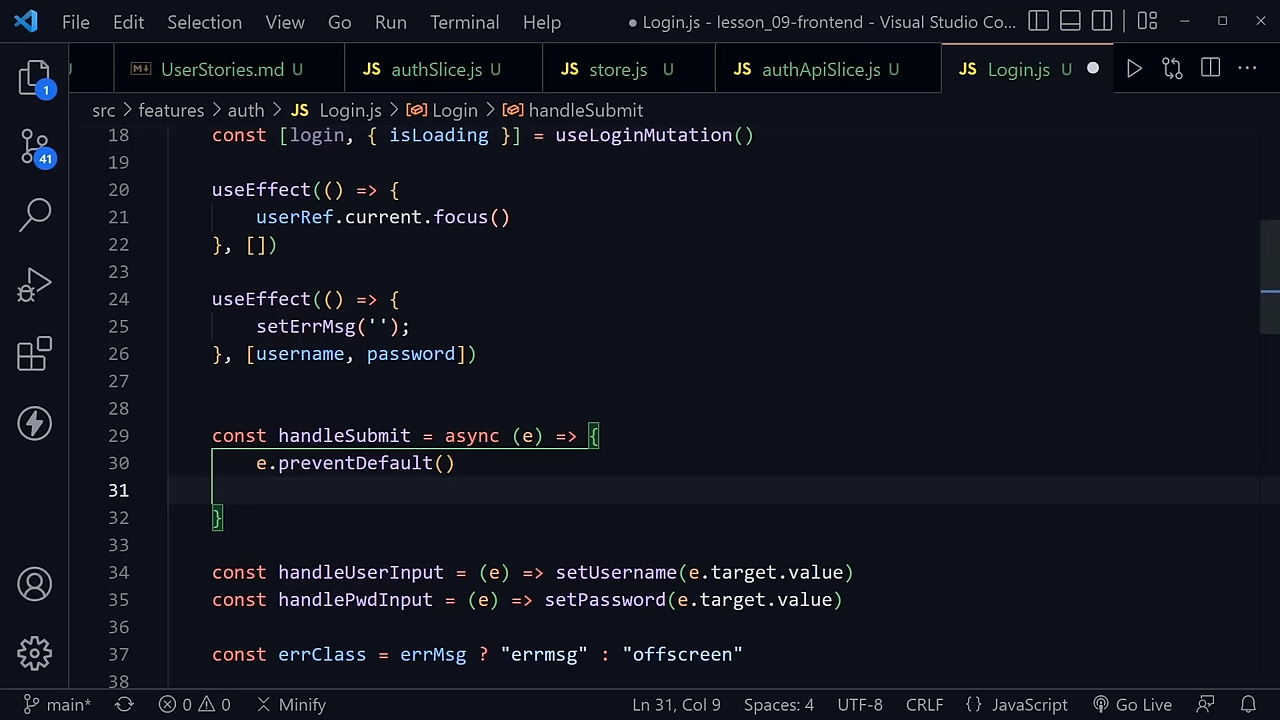 File Edit Selection View Go Run Terminal Help ● Login.js - lesson_09-frontend - Visual Studio Co...
U UserStories.md U JS authSlice.js U JS store.js U JS authApiSlice.js U JS Login.js U
src > features > auth > JS Login.js > Login > handleSubmit
1
41
18 const [login, { isLoading }] = useLoginMutation()
19
20 useEffect(() => {
21 userRef.current.focus()
22 }, [])
23
24 useEffect(() => {
25 setErrMsg('');
26 }, [username, password])
27
28
29 const handleSubmit = async (e) => {
30 e.preventDefault()
31
32 }
33
34 const handleUserInput = (e) => setUsername(e.target.value)
35 const handlePwdInput = (e) => setPassword(e.target.value)
36
37 const errClass = errMsg ? "errmsg" : "offscreen"
38
main* 0 0 Minify Ln 31, Col 9 Spaces: 4 UTF-8 CRLF {} JavaScript Go Live